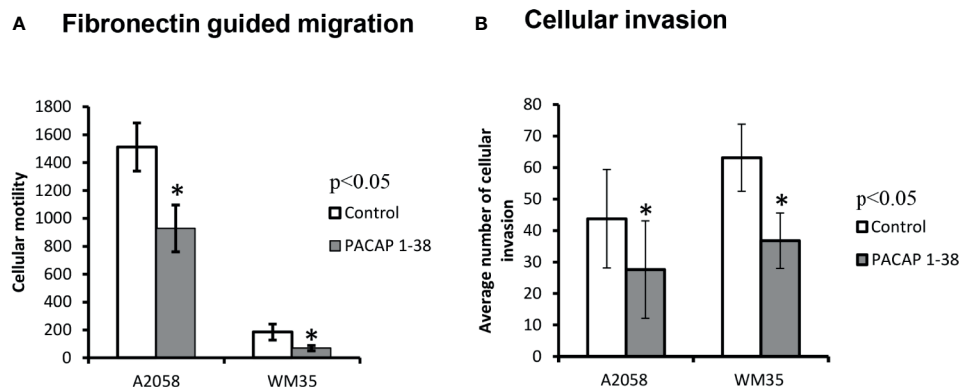 A Fibronectin guided migration
Cellular motility
1800
1600
1400
1200
1000
800
600
400
200
0
*
*
p<0.05
Control
PACAP 1-38
A2058 WM35
B Cellular invasion
Average number of cellular
invasion
80
70
60
50
40
30
20
10
0
*
*
p<0.05
Control
PACAP 1-38
A2058 WM35